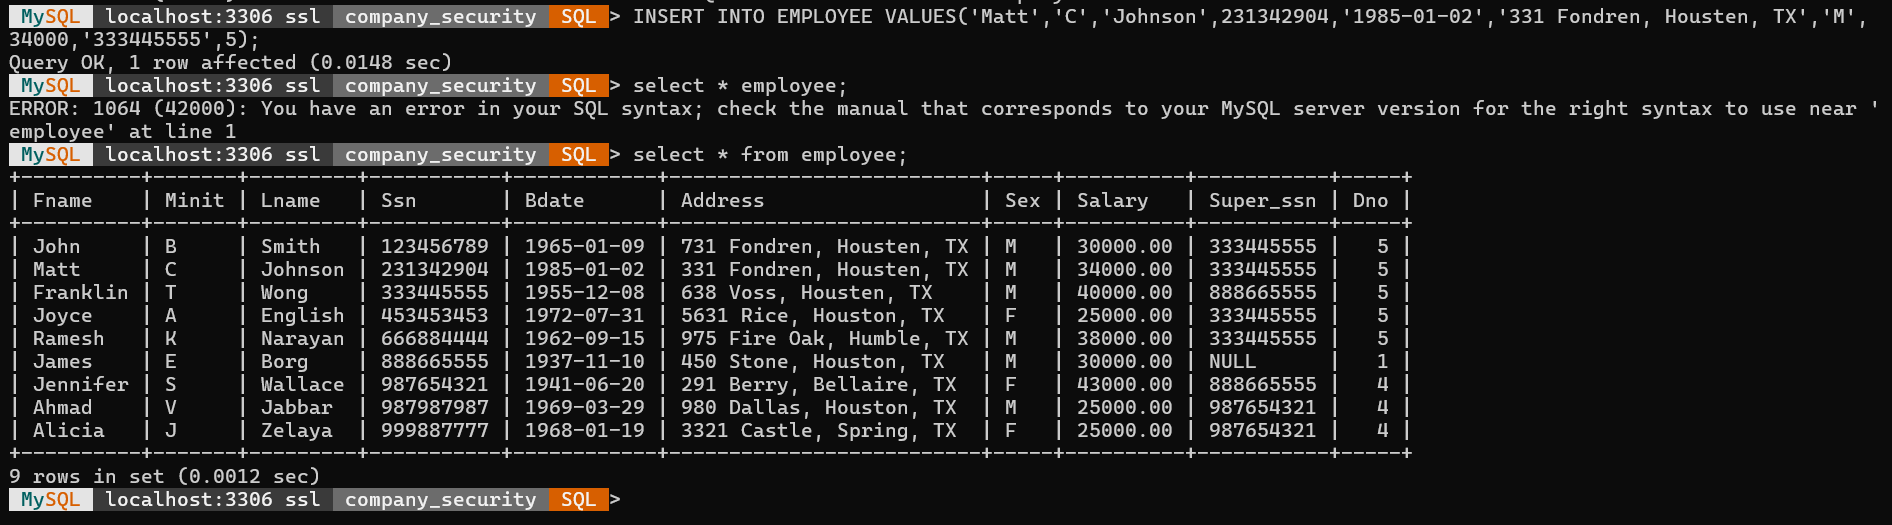 MySQL localhost:3306 ssl company_security SQL > INSERT INTO EMPLOYEE VALUES('Matt','C','Johnson',231342904,'1985-01-02','331 Fondren, Housten, TX','M',
34000,'333445555',5);
Query OK, 1 row affected (0.0148 sec)
MySQL localhost:3306 ssl company_security SQL > select * employee;
ERROR: 1064 (42000): You have an error in your SQL syntax; check the manual that corresponds to your MySQL server version for the right syntax to use near '
employee' at line 1
MySQL localhost:3306 ssl company_security SQL > select * from employee;
+----------+-------+---------+-----------+------------+--------------------------+-----+----------+-----------+-----+
| Fname    | Minit | Lname   | Ssn       | Bdate      | Address                  | Sex | Salary   | Super_ssn | Dno |
+----------+-------+---------+-----------+------------+--------------------------+-----+----------+-----------+-----+
| John     | B     | Smith   | 123456789 | 1965-01-09 | 731 Fondren, Housten, TX | M   | 30000.00 | 333445555 |   5 |
| Matt     | C     | Johnson | 231342904 | 1985-01-02 | 331 Fondren, Housten, TX | M   | 34000.00 | 333445555 |   5 |
| Franklin | T     | Wong    | 333445555 | 1955-12-08 | 638 Voss, Housten, TX    | M   | 40000.00 | 888665555 |   5 |
| Joyce    | A     | English | 453453453 | 1972-07-31 | 5631 Rice, Houston, TX   | F   | 25000.00 | 333445555 |   5 |
| Ramesh   | K     | Narayan | 666884444 | 1962-09-15 | 975 Fire Oak, Humble, TX | M   | 38000.00 | 333445555 |   5 |
| James    | E     | Borg    | 888665555 | 1937-11-10 | 450 Stone, Houston, TX   | M   | 30000.00 | NULL      |   1 |
| Jennifer | S     | Wallace | 987654321 | 1941-06-20 | 291 Berry, Bellaire, TX  | F   | 43000.00 | 888665555 |   4 |
| Ahmad    | V     | Jabbar  | 987987987 | 1969-03-29 | 980 Dallas, Houston, TX  | M   | 25000.00 | 987654321 |   4 |
| Alicia   | J     | Zelaya  | 999887777 | 1968-01-19 | 3321 Castle, Spring, TX  | F   | 25000.00 | 987654321 |   4 |
+----------+-------+---------+-----------+------------+--------------------------+-----+----------+-----------+-----+
9 rows in set (0.0012 sec)
MySQL localhost:3306 ssl company_security SQL >